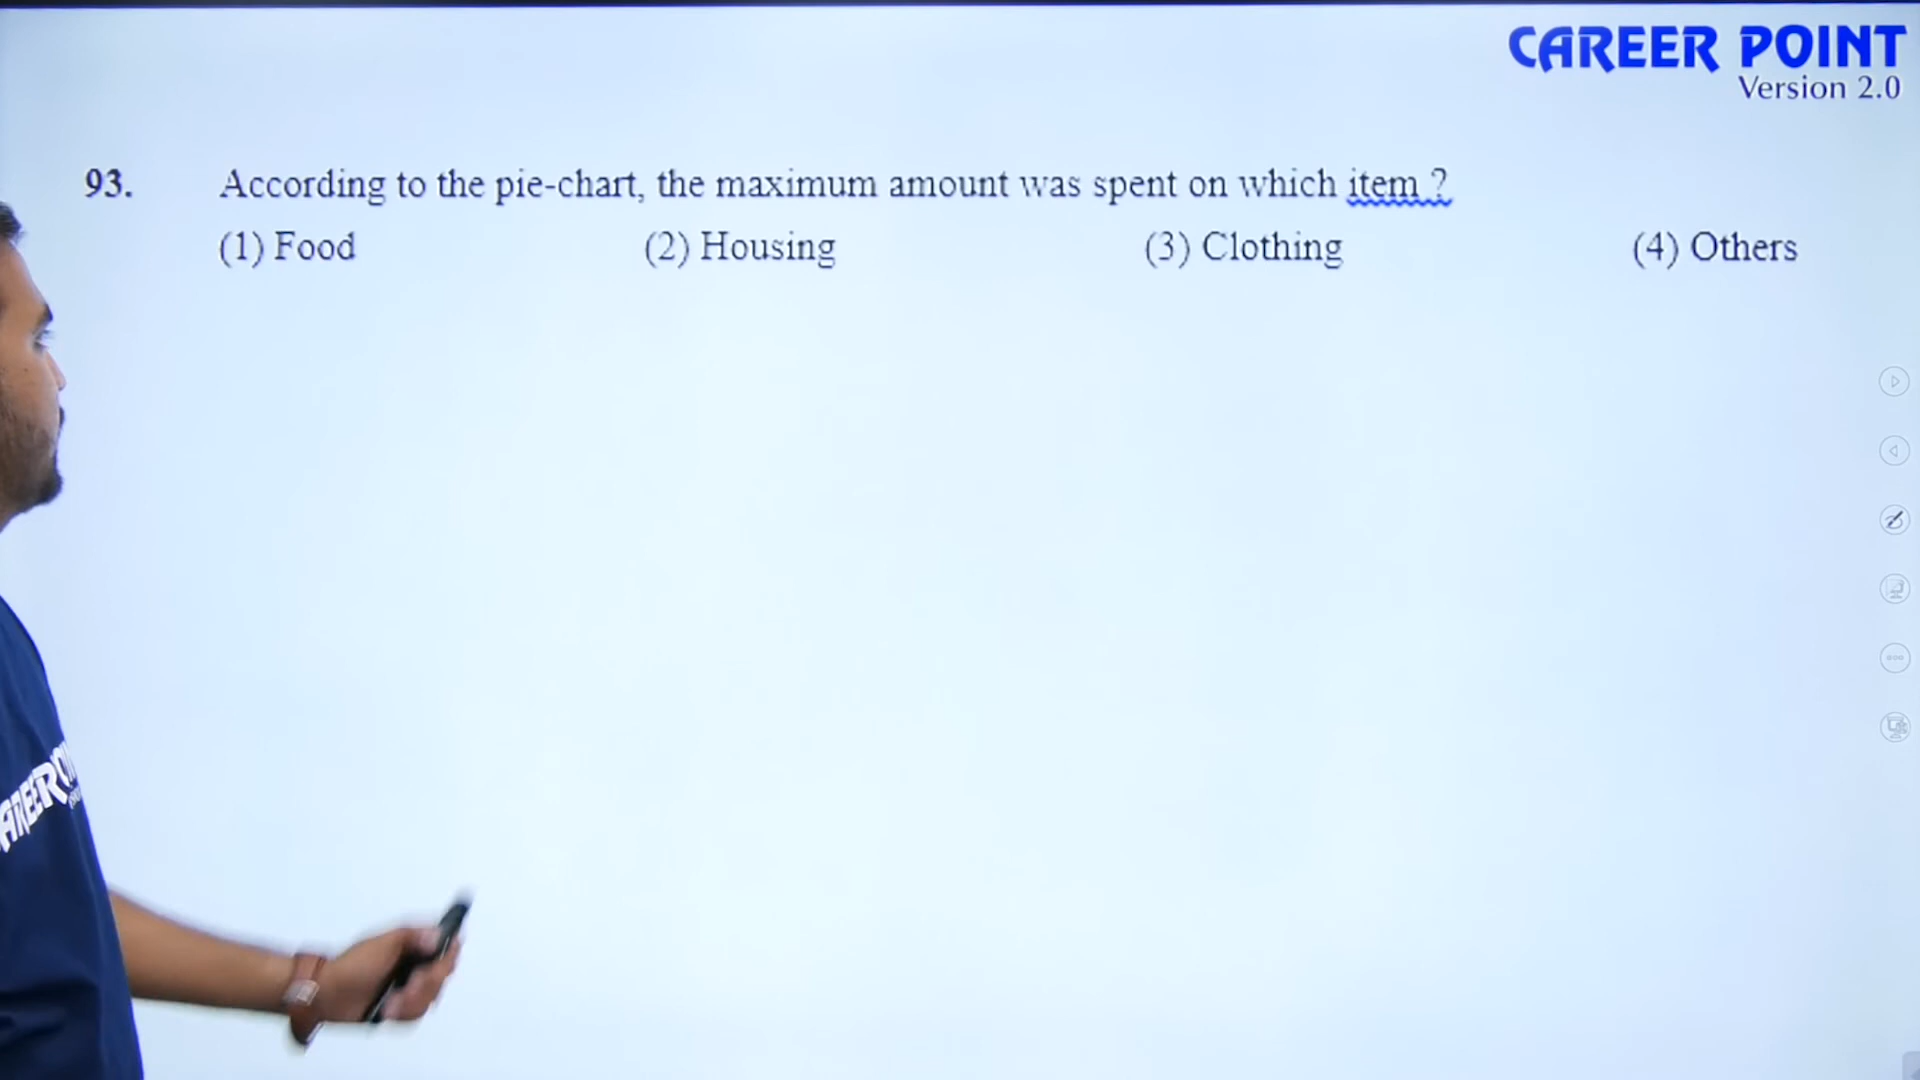 CAREER POINT
Version 2.0
93. According to the pie-chart, the maximum amount was spent on which item ?
(1) Food (2) Housing (3) Clothing (4) Others